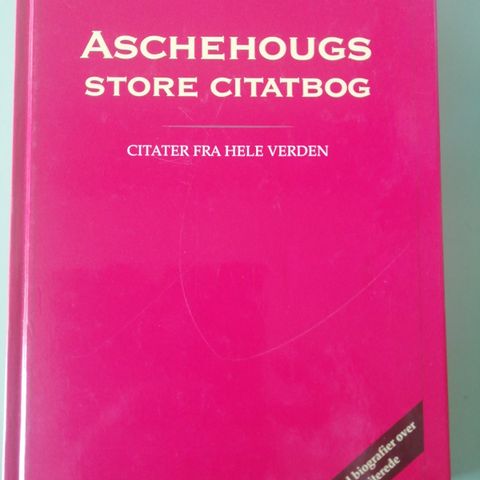 ASCHEHOUGS
STORE CITATBOG
CITATER FRA HELE VERDEN
biografier over